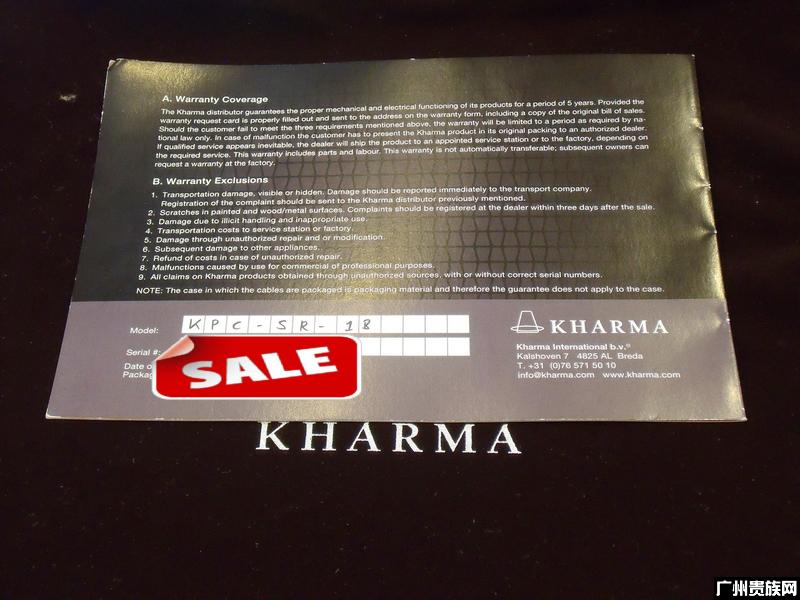 A. Warranty Coverage
The Kharma distributor guarantees the proper mechanical and electrical functioning of its products for a period of 5 years. Provided the
warranty request card is properly filled out and sent to the address on the warranty form, including a copy of the original bill of sales.
Should the customer fail to meet the three requirements mentioned above, the warranty will be limited to a period as required by na-
tional law only. In case of malfunction the customer has to present the Kharma product in its original packing to an authorized dealer.
If qualified service appears inevitable, the dealer will ship the product to an appointed service station or to the factory, depending on
the required service. This warranty includes parts and labour. This warranty is not automatically transferable; subsequent owners can
request a warranty at the factory.
B. Warranty Exclusions
1. Transportation damage, visible or hidden. Damage should be reported immediately to the transport company.
Registration of the complaint should be sent to the Kharma distributor previously mentioned.
2. Scratches in painted and wood/metal surfaces. Complaints should be registered at the dealer within three days after the sale.
3. Damage due to illicit handling and inappropriate use.
4. Transportation costs to service station or factory.
5. Damage through unauthorized repair and or modification.
6. Subsequent damage to other appliances.
7. Refund of costs in case of unauthorized repair.
8. Malfunctions caused by use for commercial of professional purposes.
9. All claims on Kharma products obtained through unauthorized sources, with or without correct serial numbers.
NOTE: The case in which the cables are packaged is packaging material and therefore the guarantee does not apply to the case.
Model: KPC-SR-18
Serial #:
Date o
Packag
SALE
KHARMA
Kharma International b.v.®
Kalshoven 7 4825 AL Breda
T. +31 (0)76 571 50 10
info@kharma.com www.kharma.com
KHARMA
广州贵族网